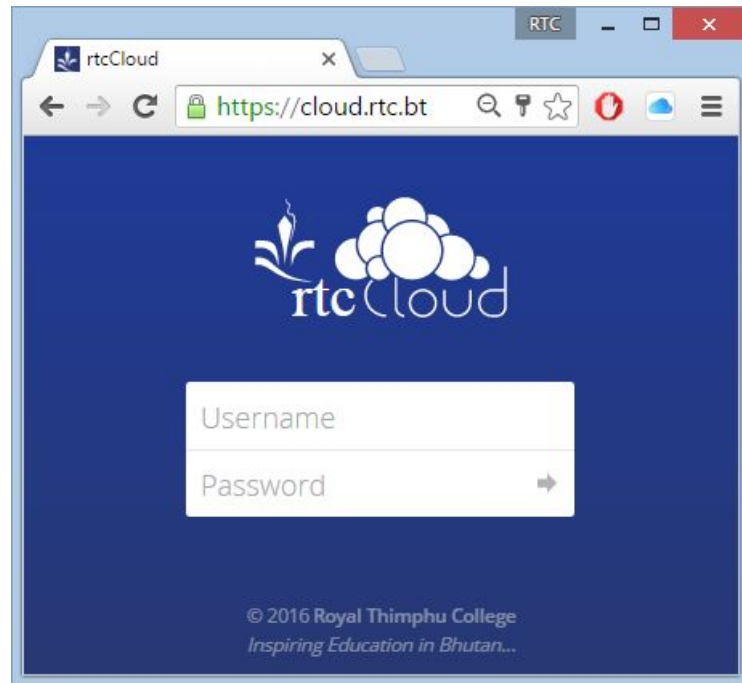 RTC
rtcCloud
https://cloud.rtc.bt
rtcCloud
Username
Password
© 2016 Royal Thimphu College
Inspiring Education in Bhutan...